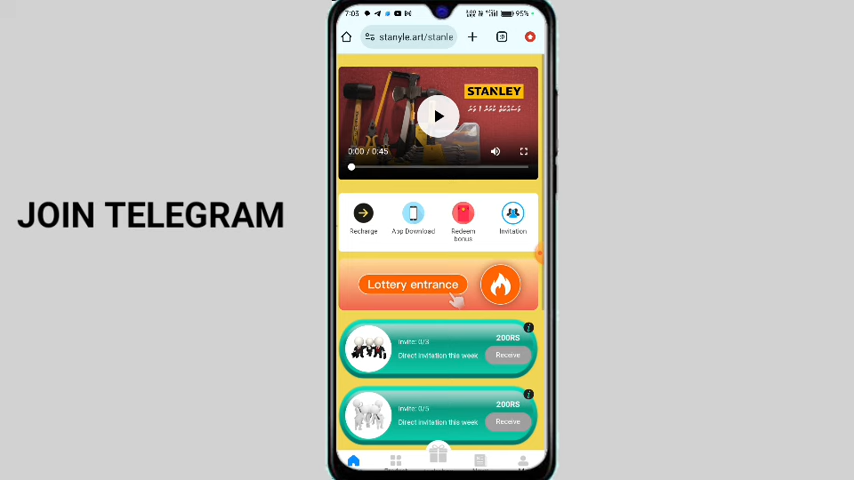 JOIN TELEGRAM
7:03
95%
stanyle.art/stanle
STANLEY
0:00 / 0:45
Recharge
App Download
Redeem bonus
Invitation
Lottery entrance
200RS
Invite: 0/3
Direct invitation this week
Receive
200RS
Invite: 0/5
Direct invitation this week
Receive